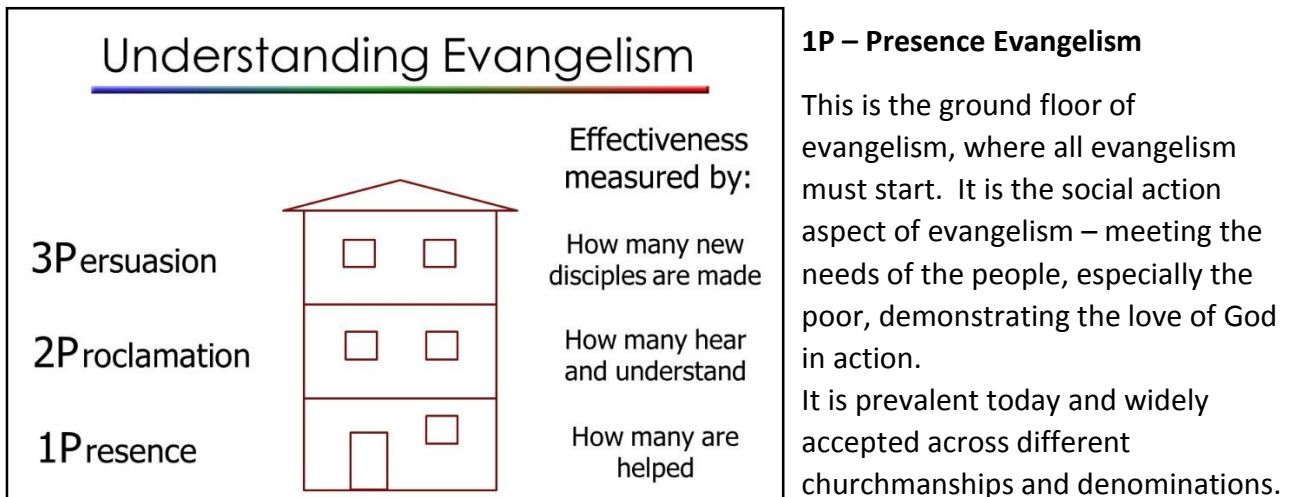 Understanding Evangelism
Effectiveness
measured by:
3Persuasion
How many new
disciples are made
2Proclamation
How many hear
and understand
1Presence
How many are
helped
1P – Presence Evangelism
This is the ground floor of
evangelism, where all evangelism
must start.  It is the social action
aspect of evangelism – meeting the
needs of the people, especially the
poor, demonstrating the love of God
in action.
It is prevalent today and widely
accepted across different
churchmanships and denominations.